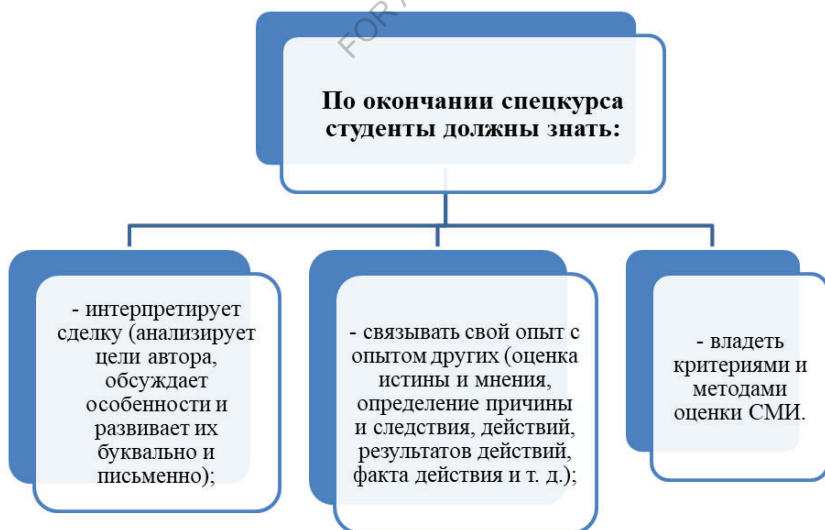 FOR
По окончании спецкурса
студенты должны знать:
- интерпретирует
сделку (анализирует
цели автора,
обсуждает
особенности и
развивает их
буквально и
письменно);
- связывать свой опыт с
опытом других (оценка
истины и мнения,
определение причины
и следствия, действий,
результатов действий,
факта действия и т. д.);
- владеть
критериями и
методами
оценки СМИ.